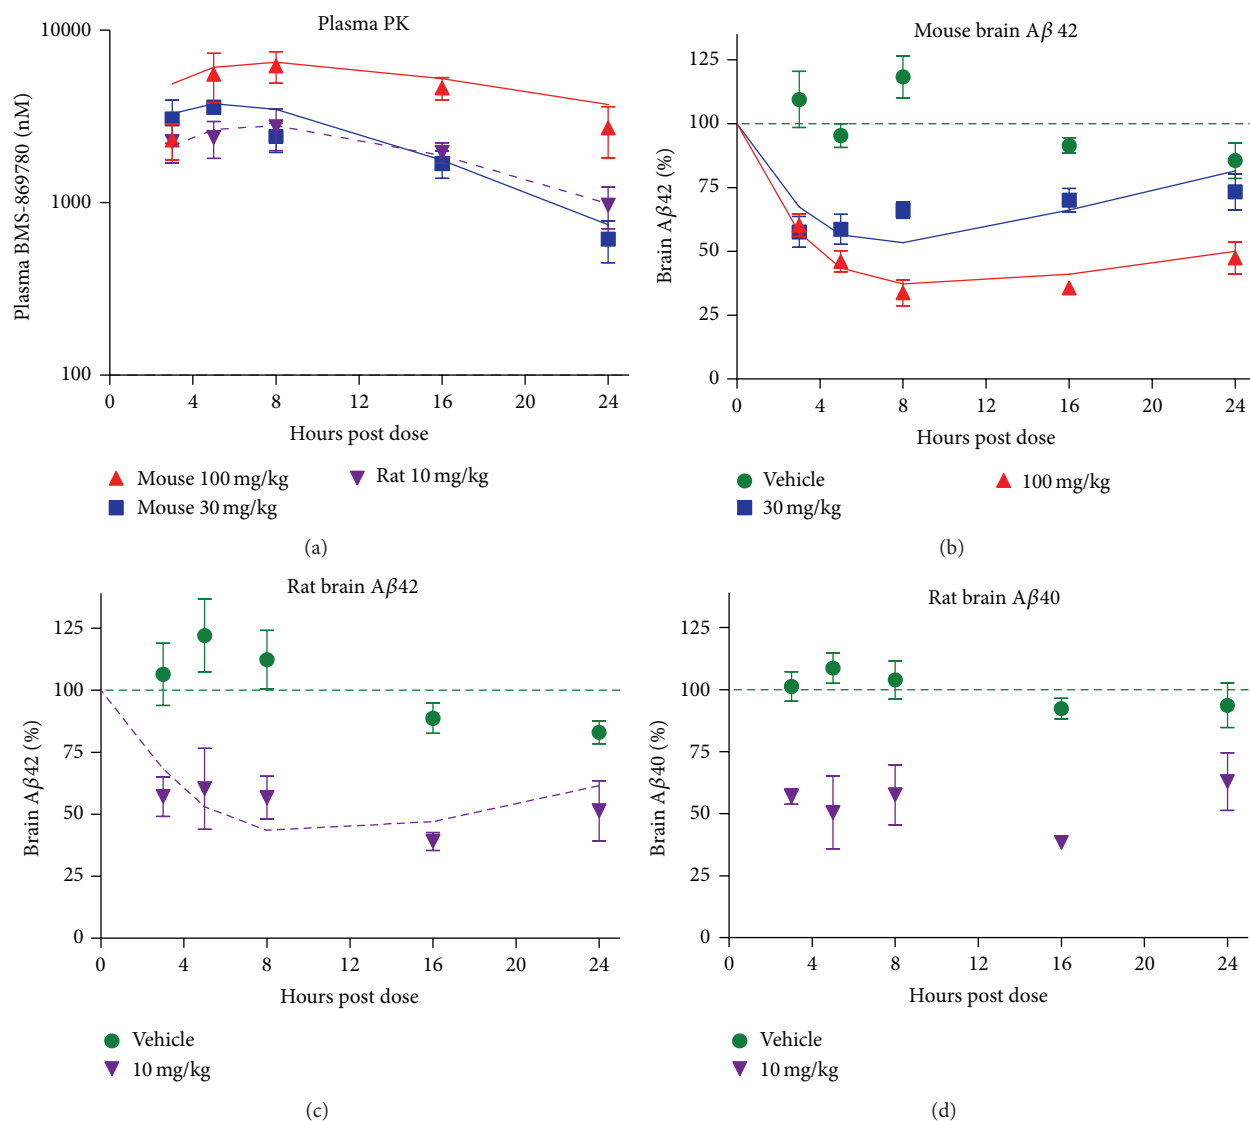 Plasma PK
Plasma BMS-869780 (nM)
10000
1000
100
0 4 8 12 16 20 24
Hours post dose
Mouse 100 mg/kg
Rat 10 mg/kg
Mouse 30 mg/kg
(a)
Mouse brain Aβ 42
Brain Aβ42 (%)
125
100
75
50
25
0
0 4 8 12 16 20 24
Hours post dose
Vehicle
100 mg/kg
30 mg/kg
(b)
Rat brain Aβ42
Brain Aβ42 (%)
125
100
75
50
25
0
0 4 8 12 16 20 24
Hours post dose
Vehicle
10 mg/kg
(c)
Rat brain Aβ40
Brain Aβ40 (%)
125
100
75
50
25
0
0 4 8 12 16 20 24
Hours post dose
Vehicle
10 mg/kg
(d)